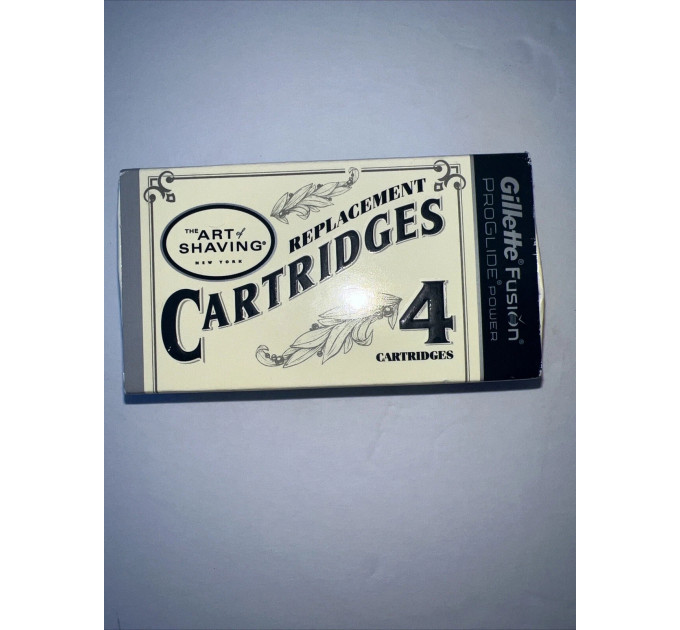 THE ART of
SHAVING®
NEW YORK
REPLACEMENT
CARTRIDGES
4
CARTRIDGES
Gillette® Fusion®
PROGLIDE® POWER